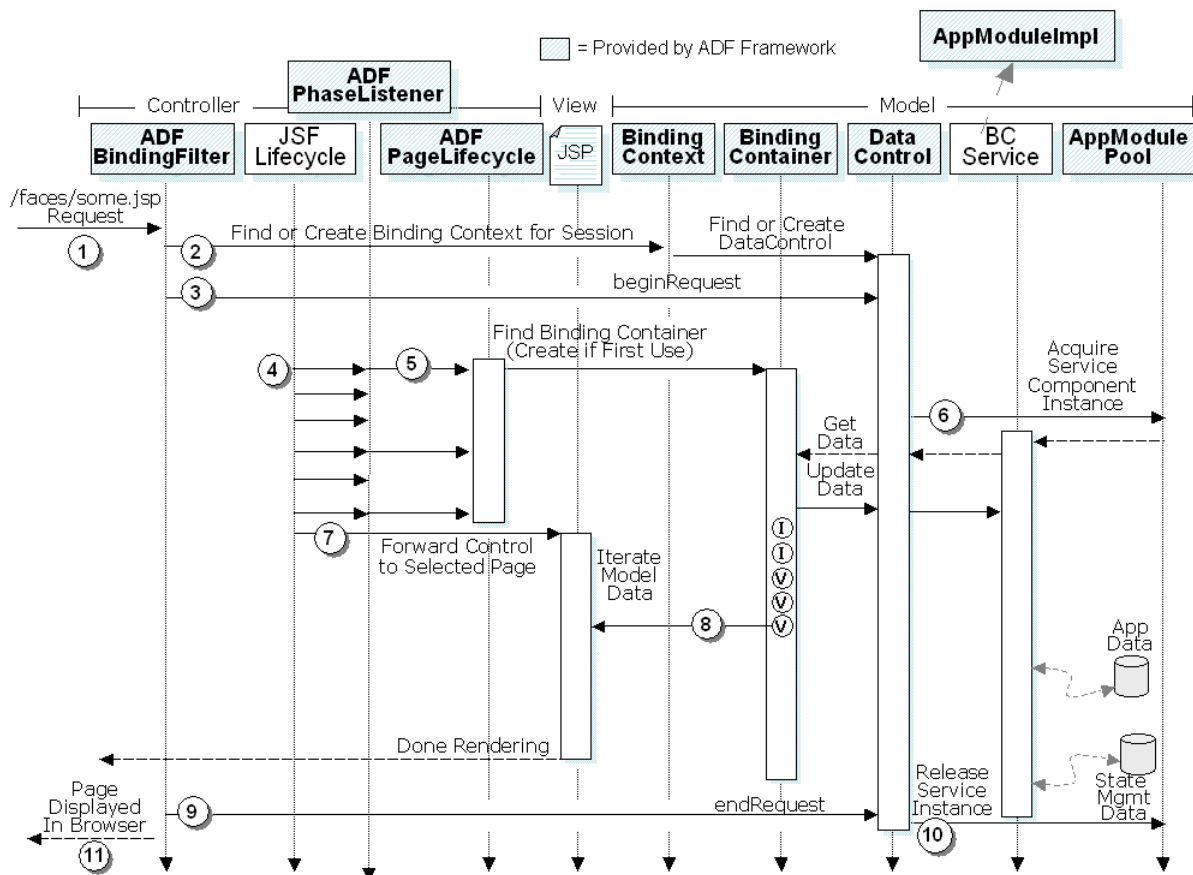 AppModuleImpl
= Provided by ADF Framework
ADF
PhaseListener
Controller
View
Model
ADF
BindingFilter
JSF
Lifecycle
ADF
PageLifecycle
JSP
Binding
Context
Binding
Container
Data
Control
BC
Service
AppModule
Pool
/faces/some.jsp
Request
1
2
Find or Create Binding Context for Session
Find or Create
DataControl
3
beginRequest
4
5
Find Binding Container
(Create if First Use)
Acquire
Service
Component
Instance
6
Get
Data
Update
Data
7
Forward Control
to Selected Page
Iterate
Model
Data
I
I
V
V
V
8
App
Data
Done Rendering
State
Mgmt
Data
Release
Service
Instance
Page
Displayed
In Browser
9
endRequest
10
11